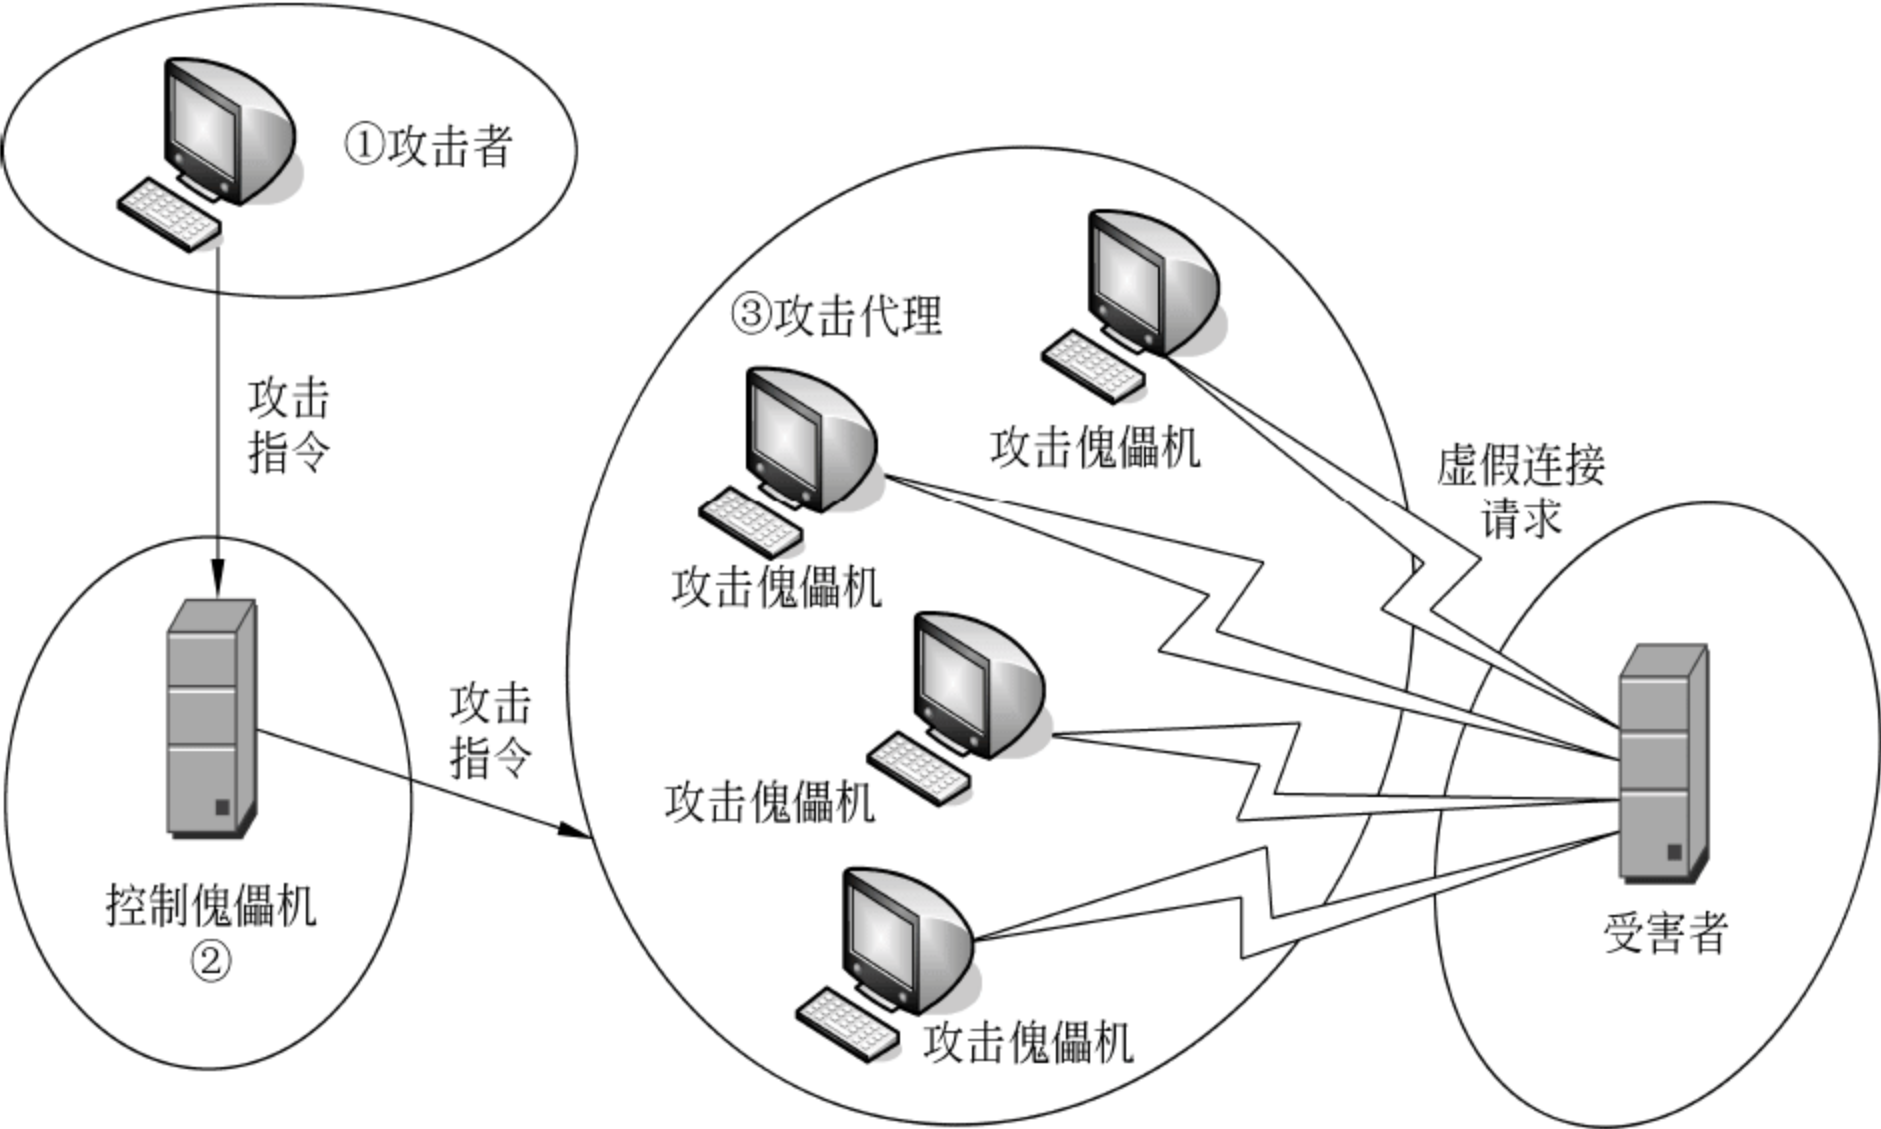 ①攻击者
攻击
指令
控制傀儡机
②
攻击
指令
③攻击代理
攻击傀儡机
攻击傀儡机
攻击傀儡机
攻击傀儡机
虚假连接
请求
受害者